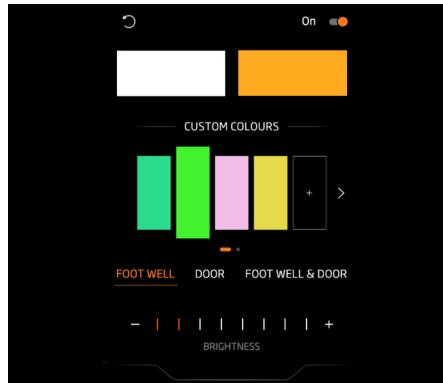 On
CUSTOM COLOURS
+
FOOT WELL DOOR FOOT WELL & DOOR
− +
BRIGHTNESS